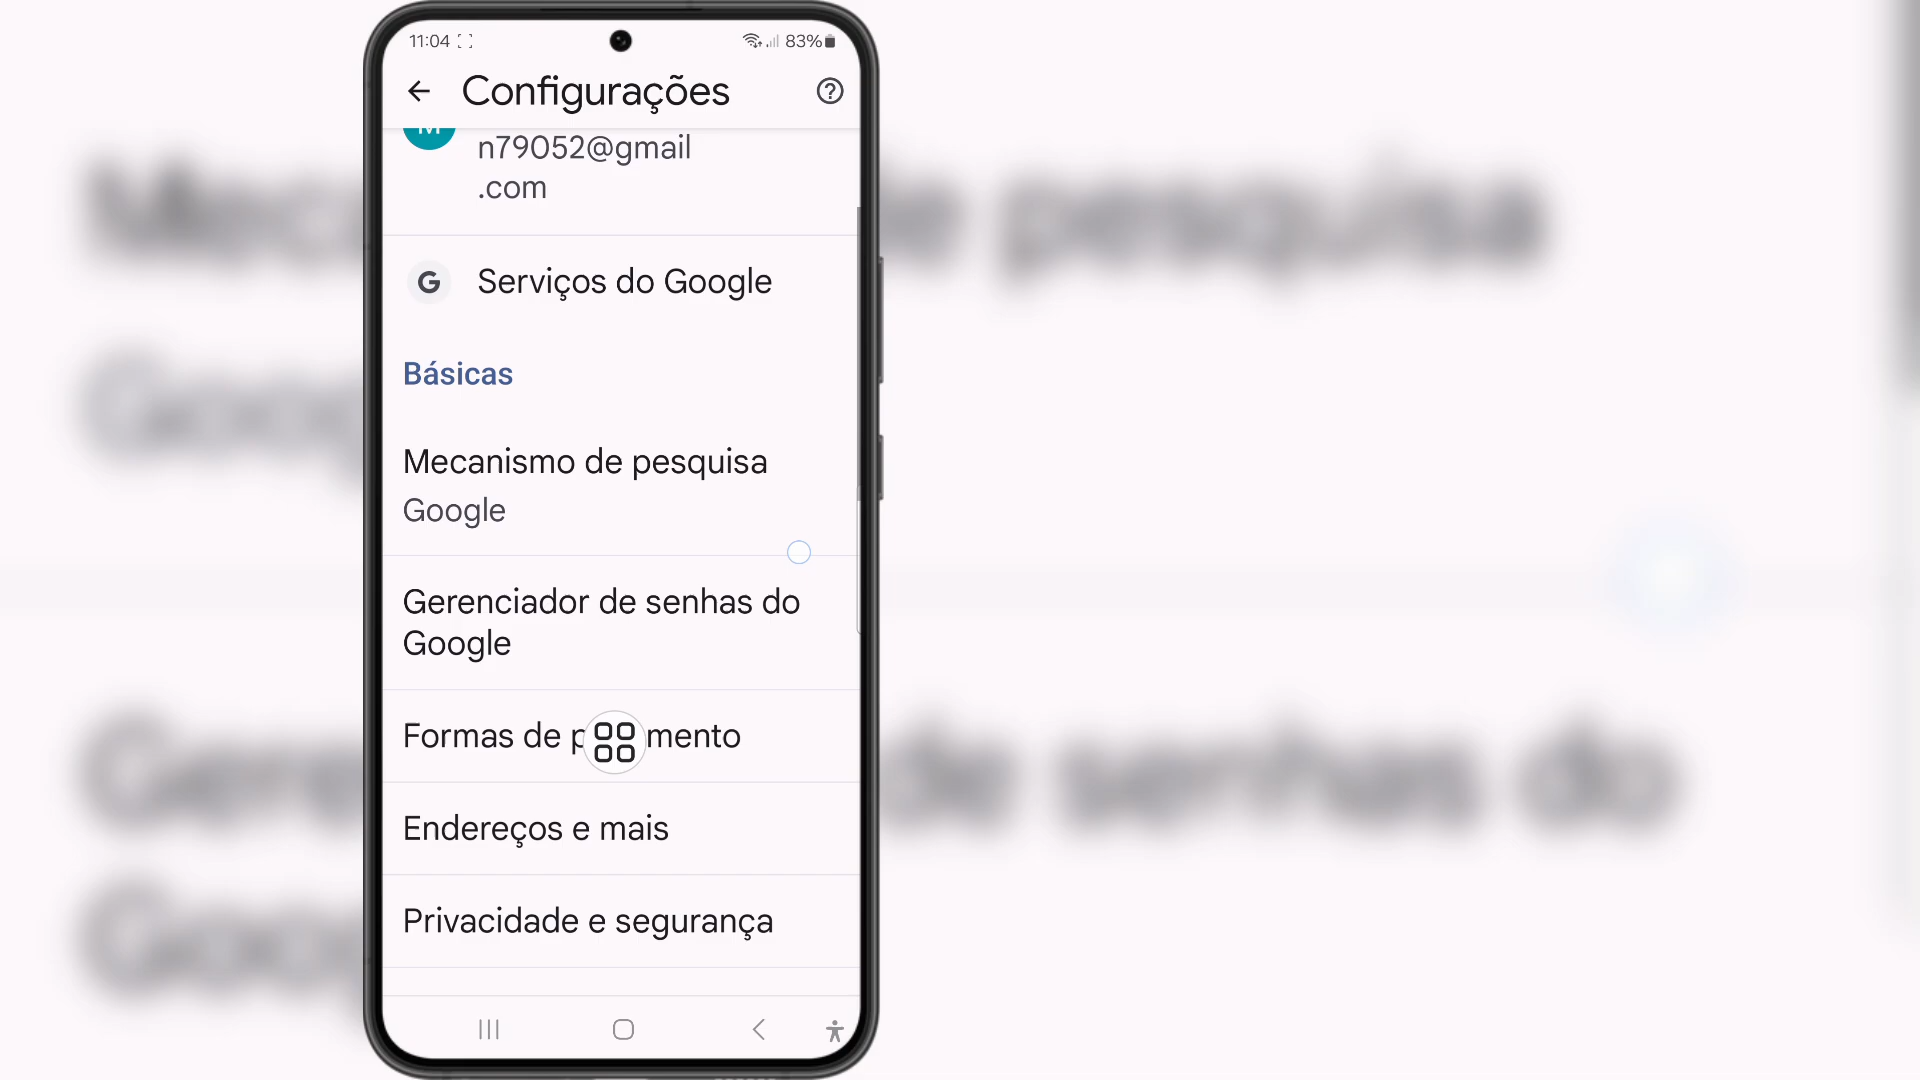 11:04
83%
Configurações
n79052@gmail
.com
G
Serviços do Google
Básicas
Mecanismo de pesquisa
Google
Gerenciador de senhas do
Google
Formas de p mento
Endereços e mais
Privacidade e segurança